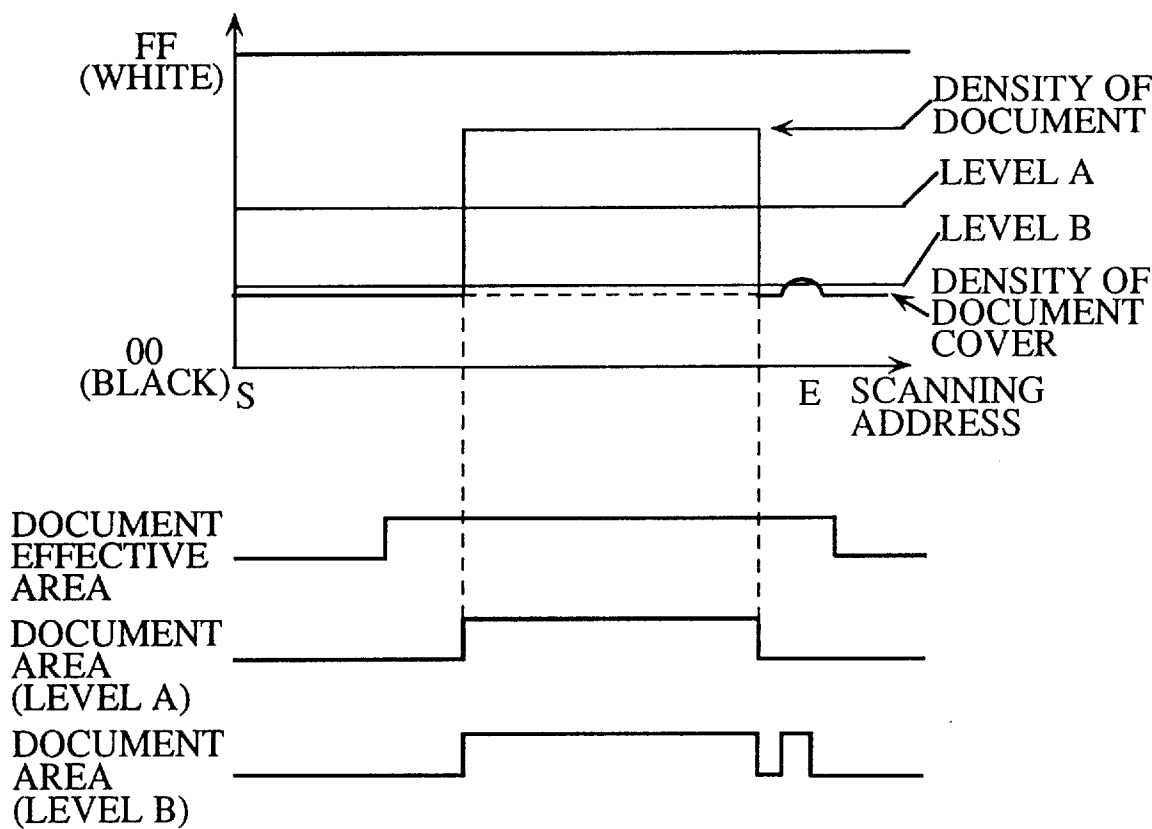 FF
(WHITE)
DENSITY OF
DOCUMENT
LEVEL A
LEVEL B
DENSITY OF
DOCUMENT
COVER
00
(BLACK)
S
E
SCANNING
ADDRESS
DOCUMENT
EFFECTIVE
AREA
DOCUMENT
AREA
(LEVEL A)
DOCUMENT
AREA
(LEVEL B)